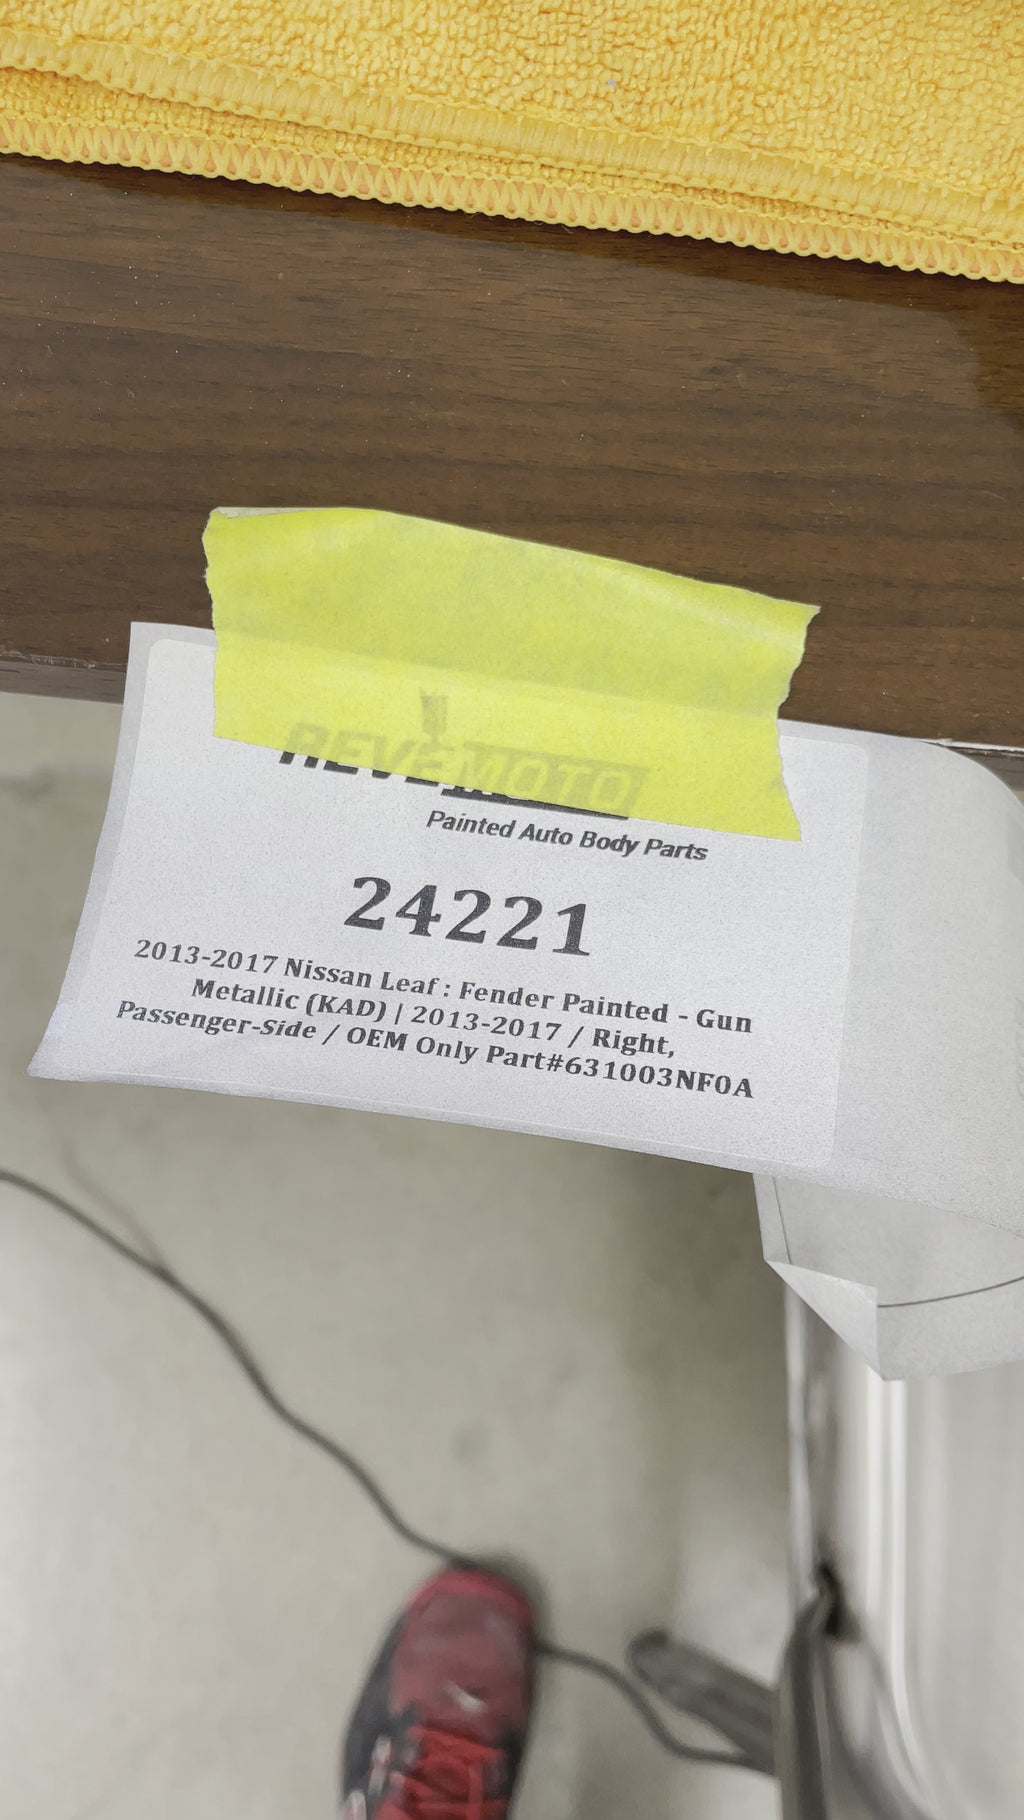 REVEMOTO
Painted Auto Body Parts
24221
2013-2017 Nissan Leaf : Fender Painted - Gun
Metallic (KAD) | 2013-2017 / Right,
Passenger-Side / OEM Only Part#631003NF0A